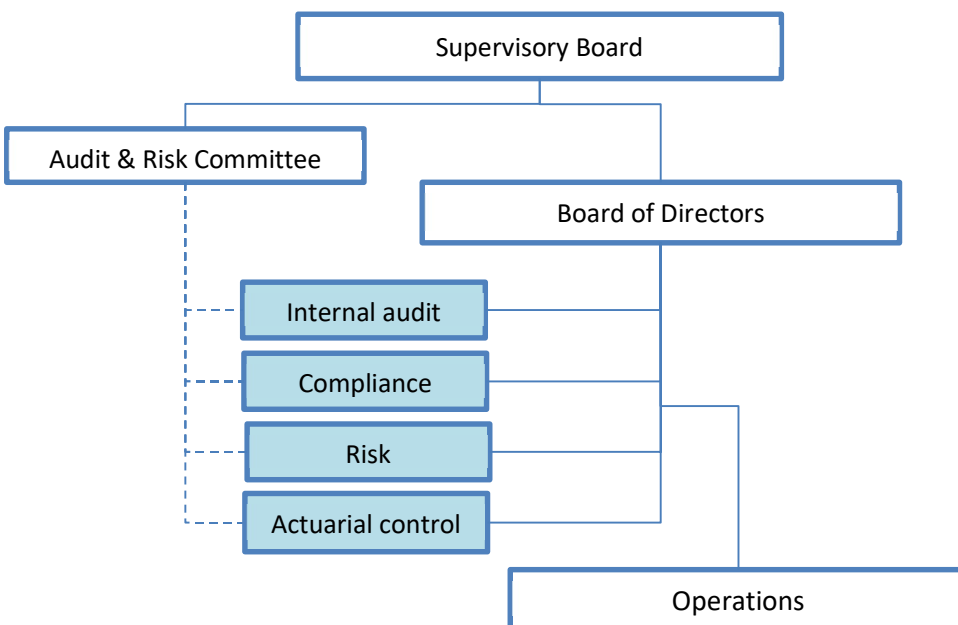 Supervisory Board
Audit & Risk Committee
Board of Directors
Internal audit
Compliance
Risk
Actuarial control
Operations